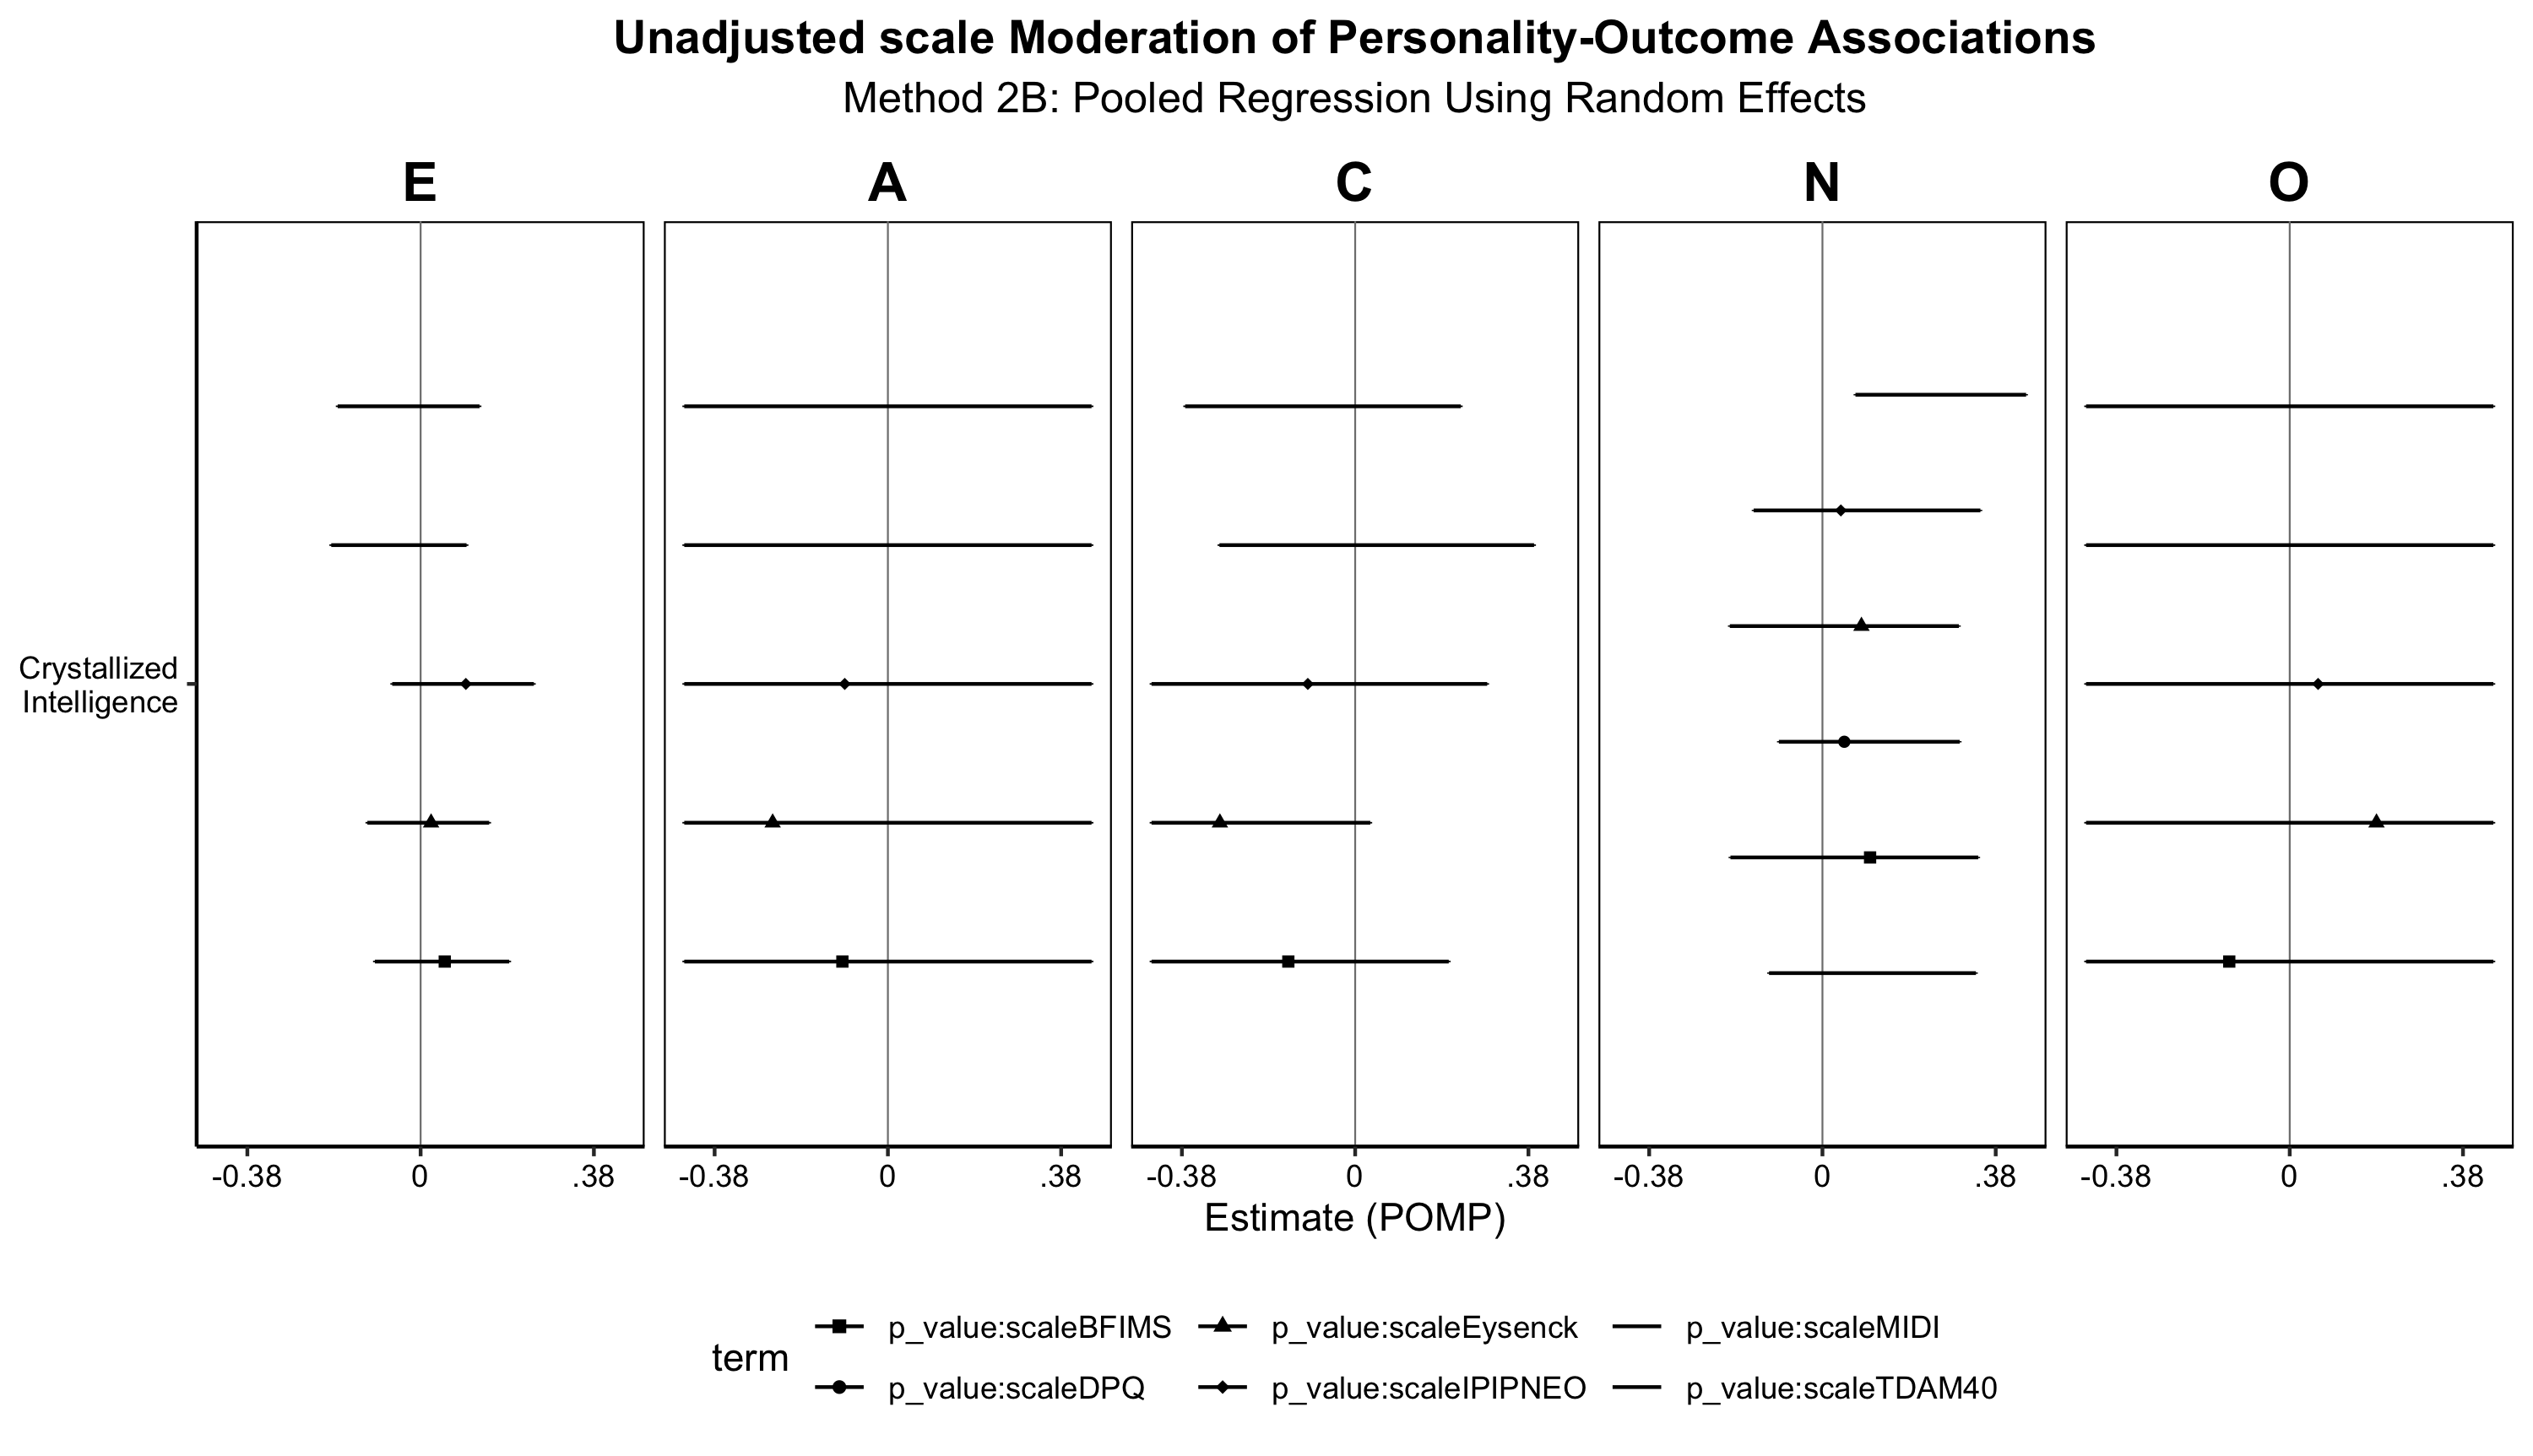 Unadjusted scale Moderation of Personality-Outcome Associations
Method 2B: Pooled Regression Using Random Effects
E A C N O
Crystallized
Intelligence
-0.38 0 .38 -0.38 0 .38 -0.38 0 .38 -0.38 0 .38 -0.38 0 .38
Estimate (POMP)
term
p_value:scaleBFIMS p_value:scaleEysenck p_value:scaleMIDI
p_value:scaleDPQ p_value:scaleIPIPNEO p_value:scaleTDAM40